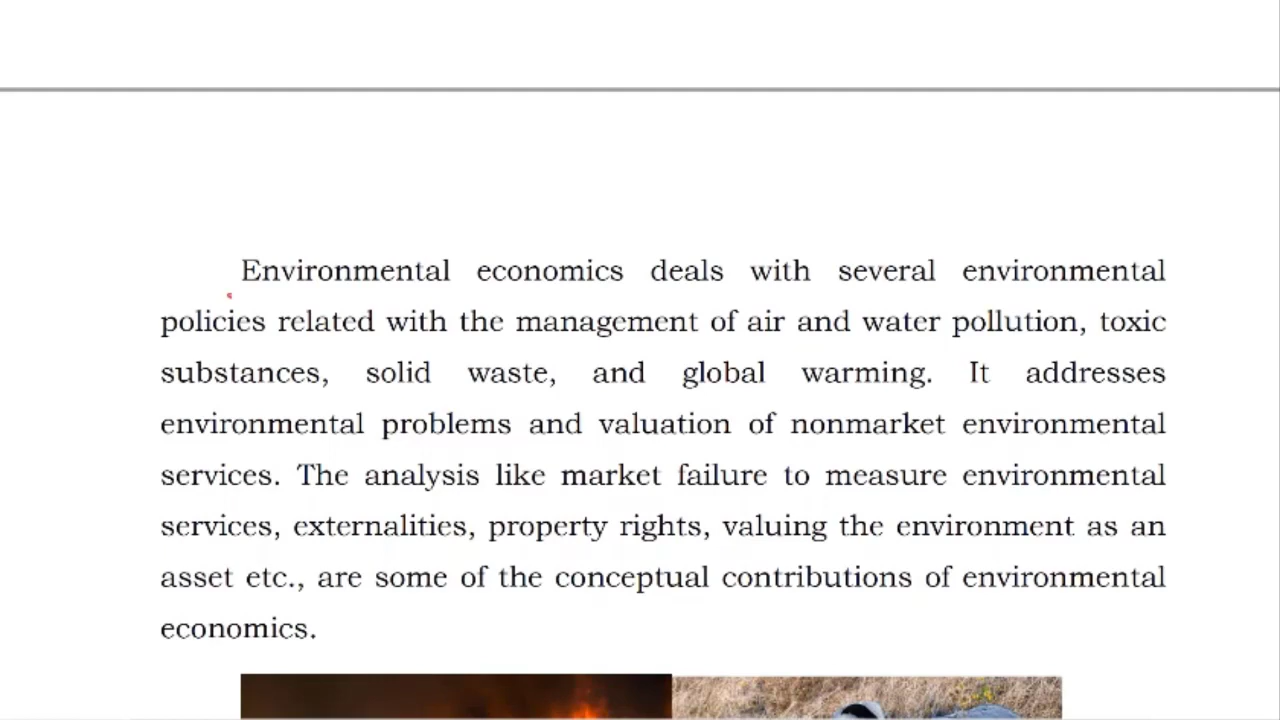 Environmental economics deals with several environmental
policies related with the management of air and water pollution, toxic
substances, solid waste, and global warming. It addresses
environmental problems and valuation of nonmarket environmental
services. The analysis like market failure to measure environmental
services, externalities, property rights, valuing the environment as an
asset etc., are some of the conceptual contributions of environmental
economics.